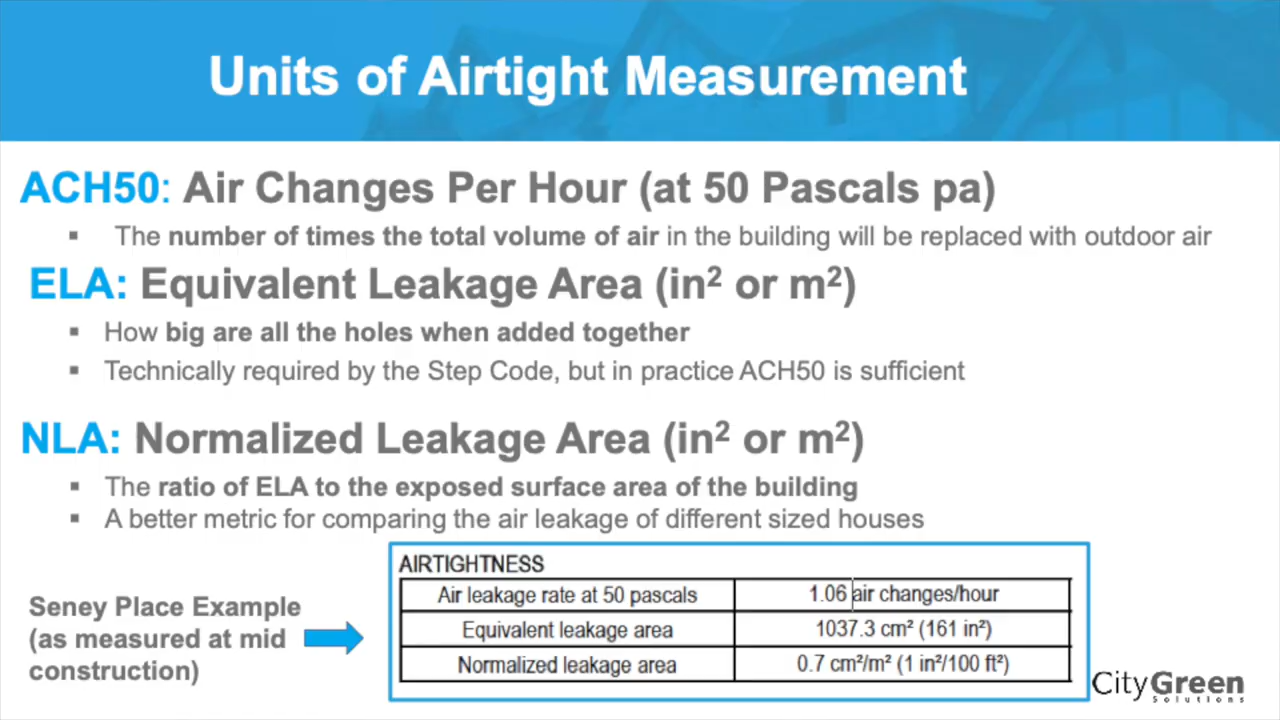 Units of Airtight Measurement
ACH50: Air Changes Per Hour (at 50 Pascals pa)
▪ The number of times the total volume of air in the building will be replaced with outdoor air
ELA: Equivalent Leakage Area (in² or m²)
▪ How big are all the holes when added together
▪ Technically required by the Step Code, but in practice ACH50 is sufficient
NLA: Normalized Leakage Area (in² or m²)
▪ The ratio of ELA to the exposed surface area of the building
▪ A better metric for comparing the air leakage of different sized houses
Seney Place Example
(as measured at mid
construction)
AIRTIGHTNESS
Air leakage rate at 50 pascals 1.06 air changes/hour
Equivalent leakage area 1037.3 cm² (161 in²)
Normalized leakage area 0.7 cm²/m² (1 in²/100 ft²)
CityGreen
Solutions